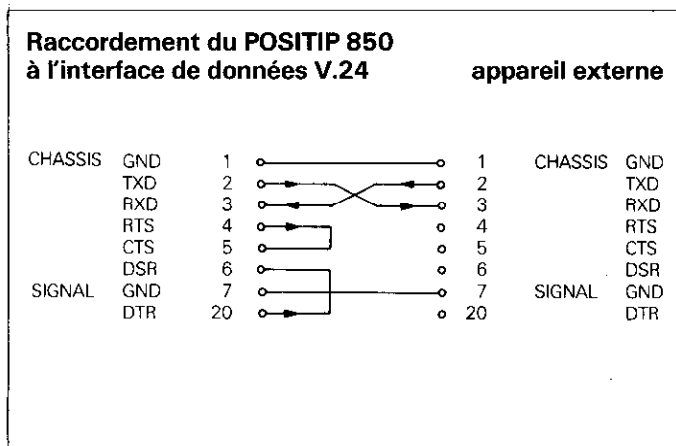 Raccordement du POSITIP 850
à l'interface de données V.24 appareil externe
CHASSIS GND 1 1 CHASSIS GND
TXD 2 2 TXD
RXD 3 3 RXD
RTS 4 4 RTS
CTS 5 5 CTS
DSR 6 6 DSR
SIGNAL GND 7 7 SIGNAL GND
DTR 20 20 DTR